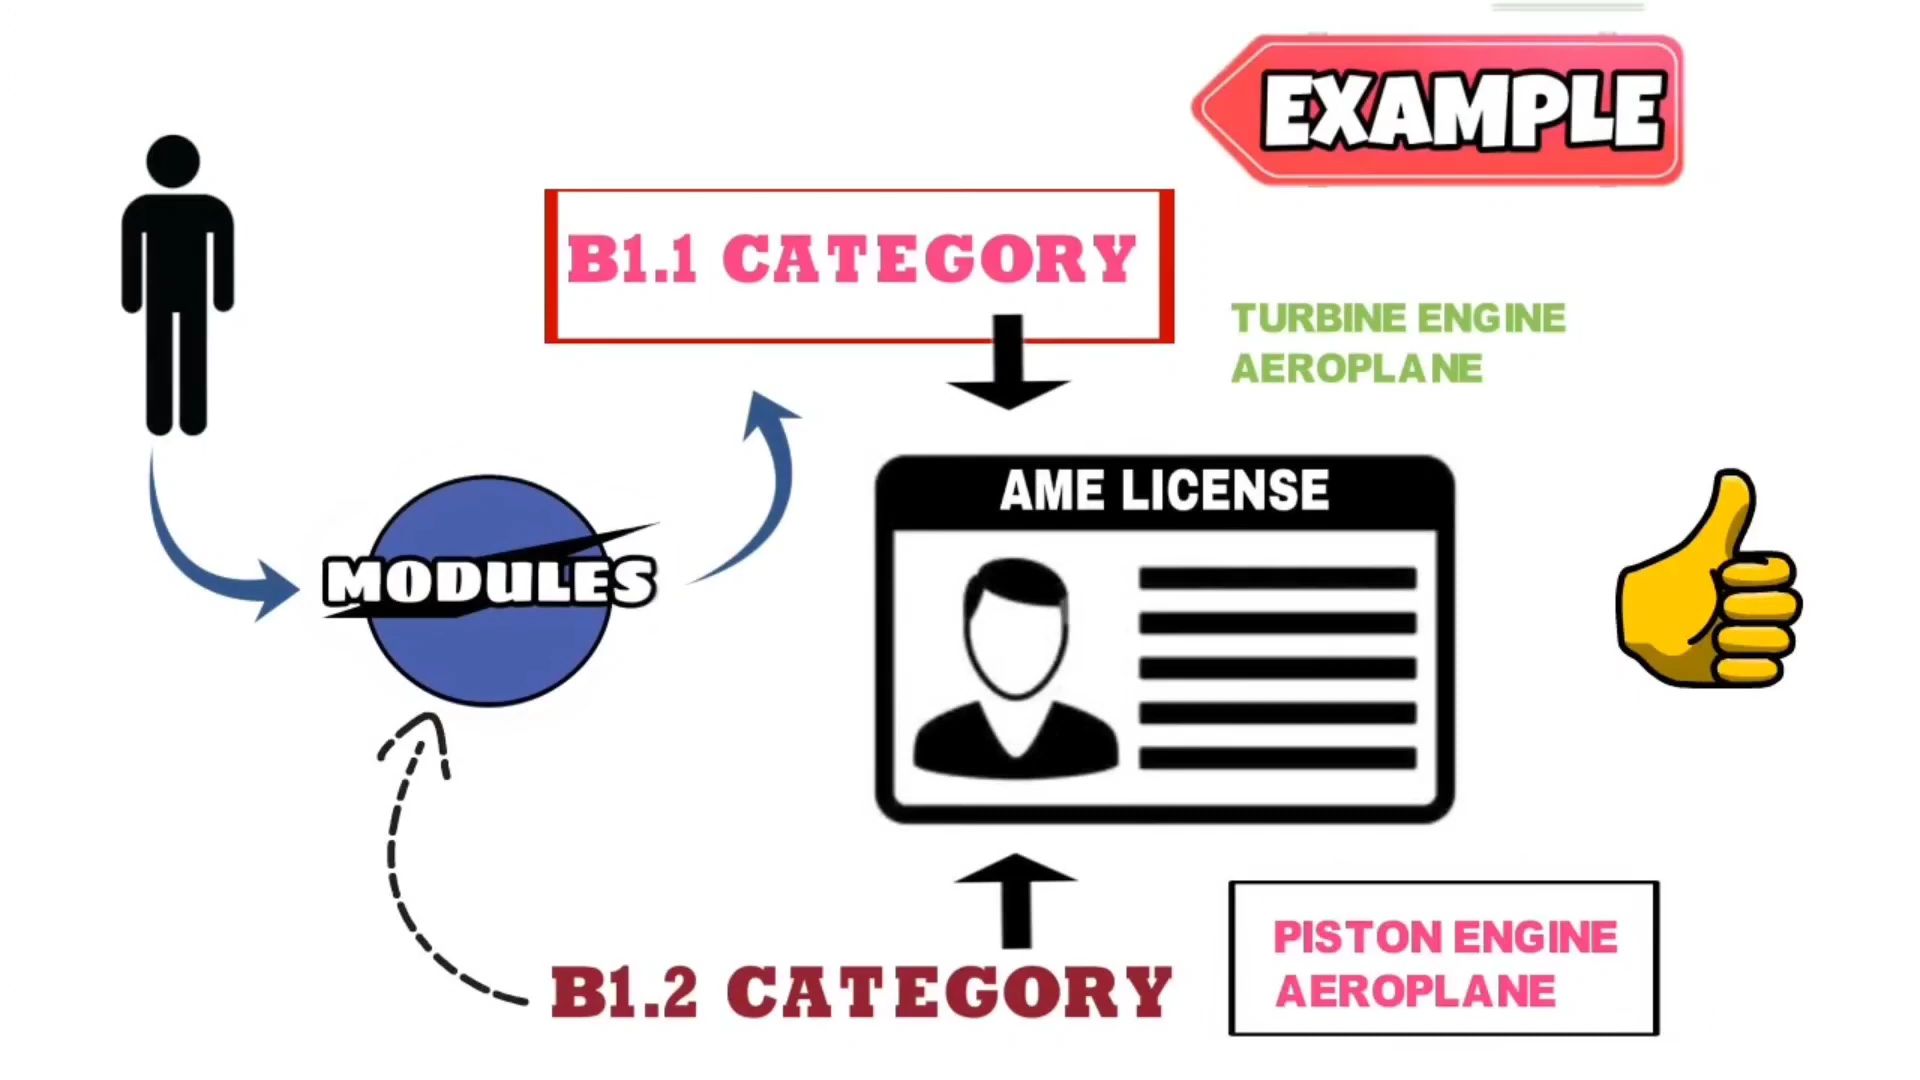 EXAMPLE
B1.1 CATEGORY
TURBINE ENGINE
AEROPLANE
AME LICENSE
MODULES
PISTON ENGINE
AEROPLANE
B1.2 CATEGORY